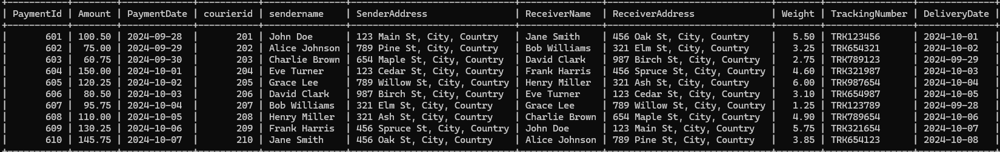 | PaymentId | Amount | PaymentDate | courierid | sendername | SenderAddress | ReceiverName | ReceiverAddress | Weight | TrackingNumber | DeliveryDate |
| 601 | 100.50 | 2024-09-28 | 201 | John Doe | 123 Main St, City, Country | Jane Smith | 456 Oak St, City, Country | 5.50 | TRK123456 | 2024-10-01 |
| 602 | 75.00 | 2024-09-29 | 202 | Alice Johnson | 789 Pine St, City, Country | Bob Williams | 321 Elm St, City, Country | 3.25 | TRK654321 | 2024-10-02 |
| 603 | 60.75 | 2024-09-30 | 203 | Charlie Brown | 654 Maple St, City, Country | David Clark | 987 Birch St, City, Country | 2.75 | TRK789123 | 2024-09-29 |
| 604 | 150.00 | 2024-10-01 | 204 | Eve Turner | 123 Cedar St, City, Country | Frank Harris | 456 Spruce St, City, Country | 4.60 | TRK321987 | 2024-10-03 |
| 605 | 120.25 | 2024-10-02 | 205 | Grace Lee | 789 Willow St, City, Country | Henry Miller | 321 Ash St, City, Country | 6.00 | TRK987654 | 2024-10-04 |
| 606 | 80.50 | 2024-10-03 | 206 | David Clark | 987 Birch St, City, Country | Eve Turner | 123 Cedar St, City, Country | 3.10 | TRK654987 | 2024-10-05 |
| 607 | 95.75 | 2024-10-04 | 207 | Bob Williams | 321 Elm St, City, Country | Grace Lee | 789 Willow St, City, Country | 1.25 | TRK123789 | 2024-09-28 |
| 608 | 110.00 | 2024-10-05 | 208 | Henry Miller | 321 Ash St, City, Country | Charlie Brown | 654 Maple St, City, Country | 4.90 | TRK789654 | 2024-10-06 |
| 609 | 130.25 | 2024-10-06 | 209 | Frank Harris | 456 Spruce St, City, Country | John Doe | 123 Main St, City, Country | 5.75 | TRK321654 | 2024-10-07 |
| 610 | 145.75 | 2024-10-07 | 210 | Jane Smith | 456 Oak St, City, Country | Alice Johnson | 789 Pine St, City, Country | 3.85 | TRK654123 | 2024-10-08 |